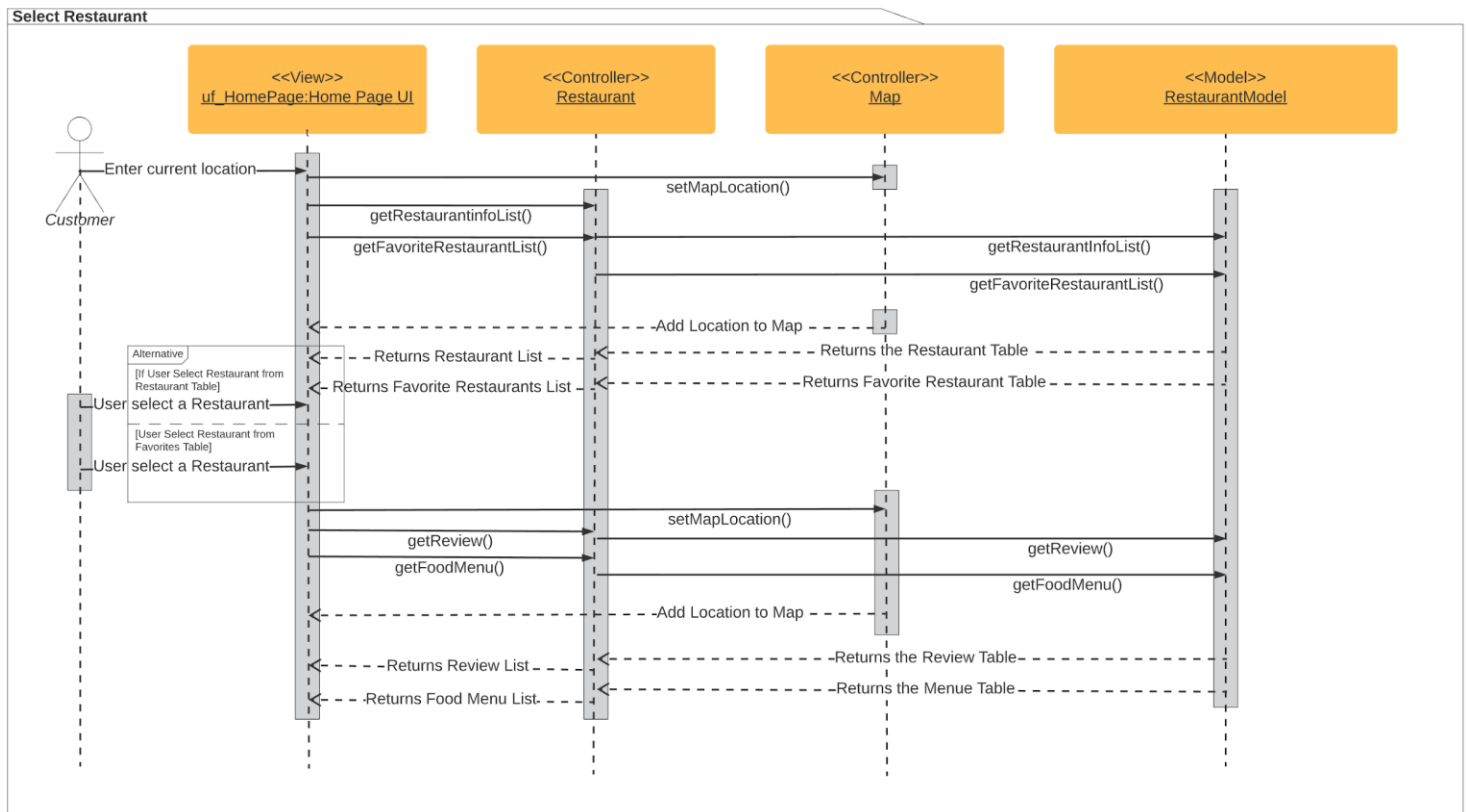 Select Restaurant
<<View>>
uf_HomePage:Home Page UI
<<Controller>>
Restaurant
<<Controller>>
Map
<<Model>>
RestaurantModel
Customer
Enter current location
setMapLocation()
getRestaurantinfoList()
getFavoriteRestaurantList()
getRestaurantInfoList()
getFavoriteRestaurantList()
Add Location to Map
Alternative
Returns Restaurant List
Returns the Restaurant Table
[If User Select Restaurant from
Restaurant Table]
Returns Favorite Restaurants List
Returns Favorite Restaurant Table
User select a Restaurant
[User Select Restaurant from
Favorites Table]
User select a Restaurant
setMapLocation()
getReview()
getReview()
getFoodMenu()
getFoodMenu()
Add Location to Map
Returns Review List
Returns the Review Table
Returns Food Menu List
Returns the Menue Table